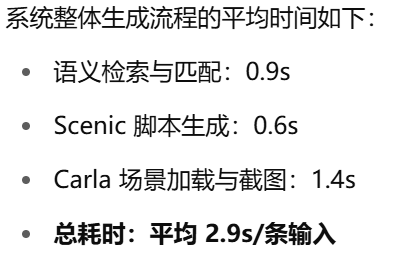 系统整体生成流程的平均时间如下：
• 语义检索与匹配：0.9s
• Scenic 脚本生成：0.6s
• Carla 场景加载与截图：1.4s
• 总耗时：平均 2.9s/条输入